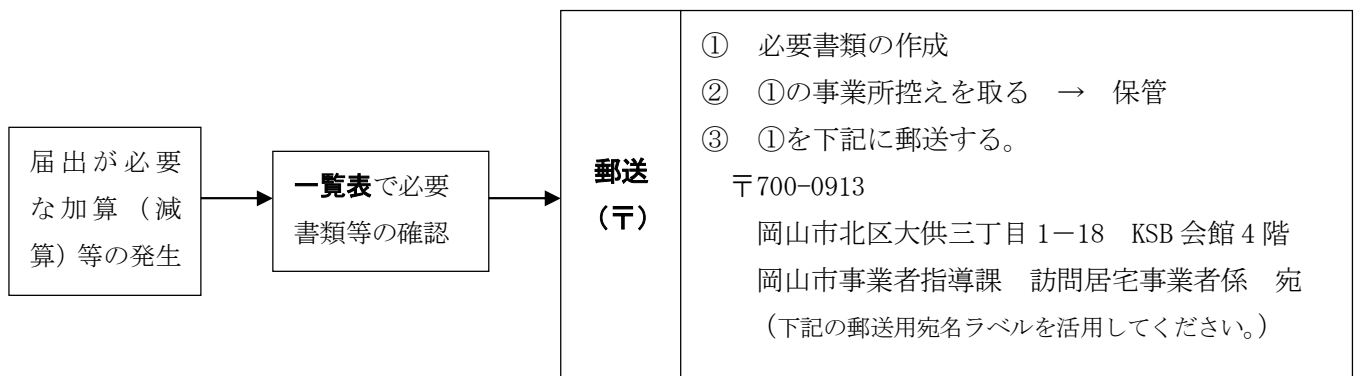 届出が必要
な加算（減
算）等の発生
一覧表で必要
書類等の確認
郵送
（〒）
①　必要書類の作成
②　①の事業所控えを取る　→　保管
③　①を下記に郵送する。
〒700-0913
岡山市北区大供三丁目 1－18　KSB 会館 4 階
岡山市事業者指導課　訪問居宅事業者係　宛
（下記の郵送用宛名ラベルを活用してください。）